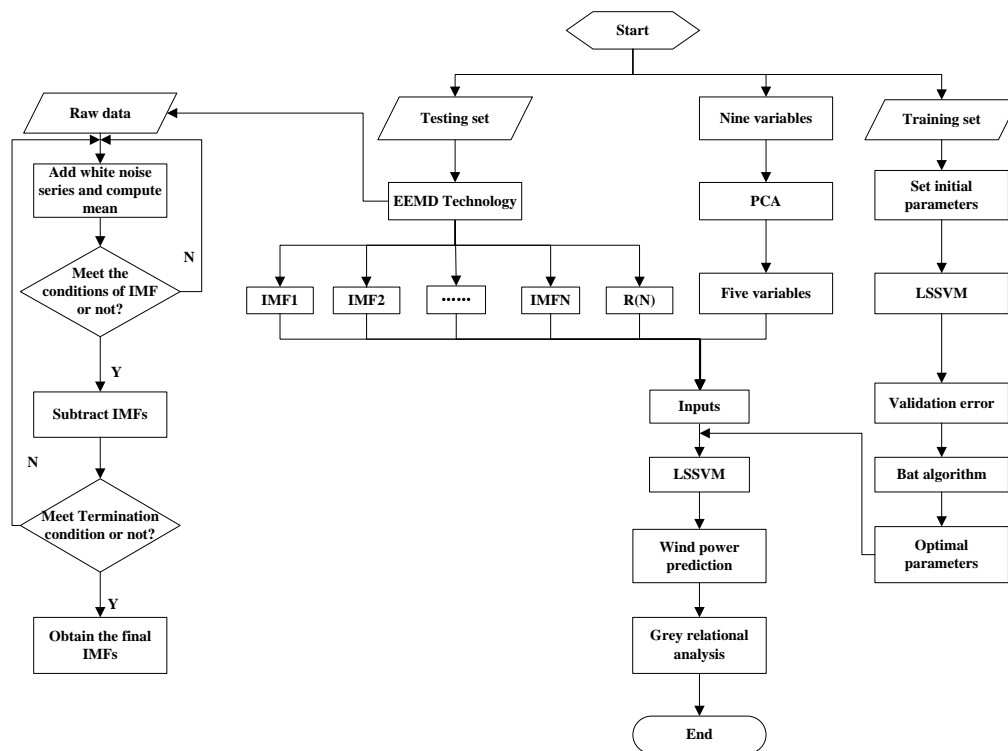 Start
Raw data
Testing set
Nine variables
Training set
Add white noise
series and compute
mean
EEMD Technology
PCA
Set initial
parameters
N
Meet the
conditions of IMF
or not?
IMF1
IMF2
······
IMFN
R(N)
Five variables
LSSVM
Y
Subtract IMFs
Inputs
Validation error
N
LSSVM
Bat algorithm
Meet Termination
condition or not?
Wind power
prediction
Optimal
parameters
Y
Obtain the final
IMFs
Grey relational
analysis
End